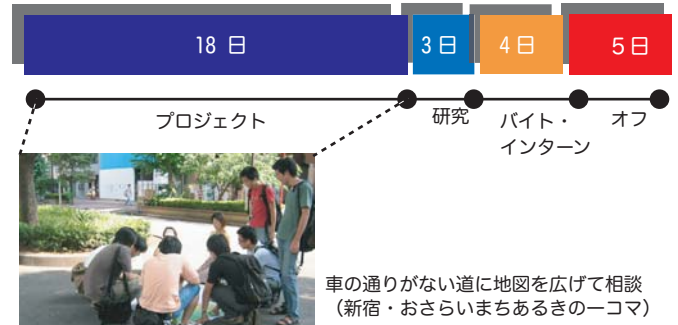 18 日
3日
4日
5日
プロジェクト
研究
バイト・
インターン
オフ
車の通りがない道に地図を広げて相談
（新宿・おさらいまちあるきの一コマ）